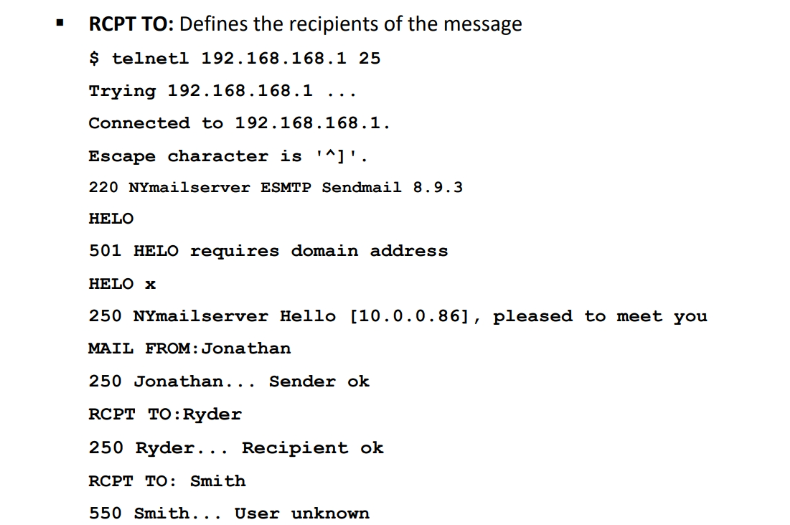 ▪ RCPT TO: Defines the recipients of the message
$ telnetl 192.168.168.1 25
Trying 192.168.168.1 ...
Connected to 192.168.168.1.
Escape character is '^]'.
220 NYmailserver ESMTP Sendmail 8.9.3
HELO
501 HELO requires domain address
HELO x
250 NYmailserver Hello [10.0.0.86], pleased to meet you
MAIL FROM:Jonathan
250 Jonathan... Sender ok
RCPT TO:Ryder
250 Ryder... Recipient ok
RCPT TO: Smith
550 Smith... User unknown